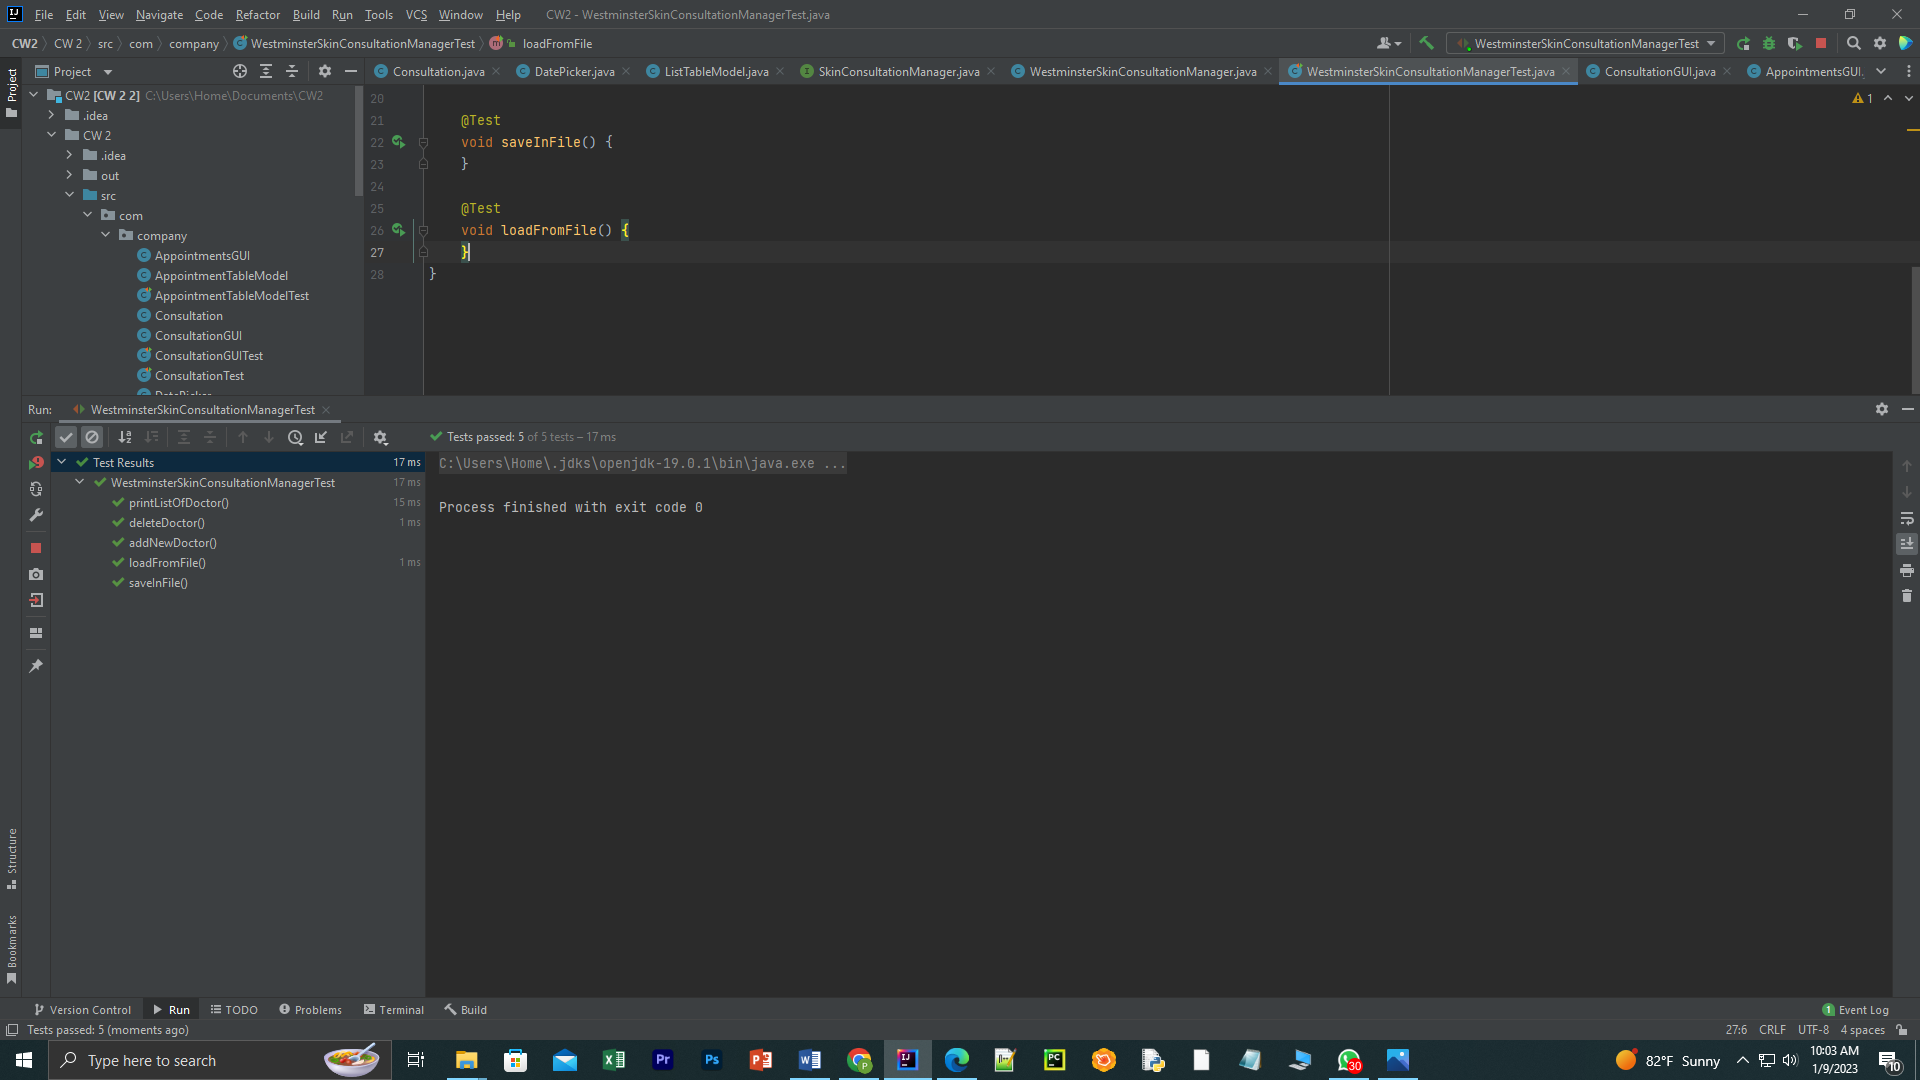 File Edit View Navigate Code Refactor Build Run Tools VCS Window Help CW2 - WestminsterSkinConsultationManagerTest.java
CW2 CW 2 src com company WestminsterSkinConsultationManagerTest loadFromFile WestminsterSkinConsultationManagerTest
Project Consultation.java DatePicker.java ListTableModel.java SkinConsultationManager.java WestminsterSkinConsultationManager.java WestminsterSkinConsultationManagerTest.java ConsultationGUI.java AppointmentsGUI.
Project
CW2 [CW 2 2] C:\Users\Home\Documents\CW2
.idea
CW 2
.idea
out
src
com
company
AppointmentsGUI
AppointmentTableModel
AppointmentTableModelTest
Consultation
ConsultationGUI
ConsultationGUITest
ConsultationTest
DatePicker
1
20
21 @Test
22 void saveInFile() {
23 }
24
25 @Test
26 void loadFromFile() {
27 }
28 }
Run: WestminsterSkinConsultationManagerTest
Tests passed: 5 of 5 tests – 17 ms
Test Results 17 ms
WestminsterSkinConsultationManagerTest 17 ms
printListOfDoctor() 15 ms
deleteDoctor() 1 ms
addNewDoctor()
loadFromFile() 1 ms
saveInFile()
C:\Users\Home\.jdks\openjdk-19.0.1\bin\java.exe ...
Process finished with exit code 0
Structure
Bookmarks
Version Control Run TODO Problems Terminal Build 1 Event Log
Tests passed: 5 (moments ago) 27:6 CRLF UTF-8 4 spaces
Type here to search
30
82°F Sunny
10:03 AM
1/9/2023
10